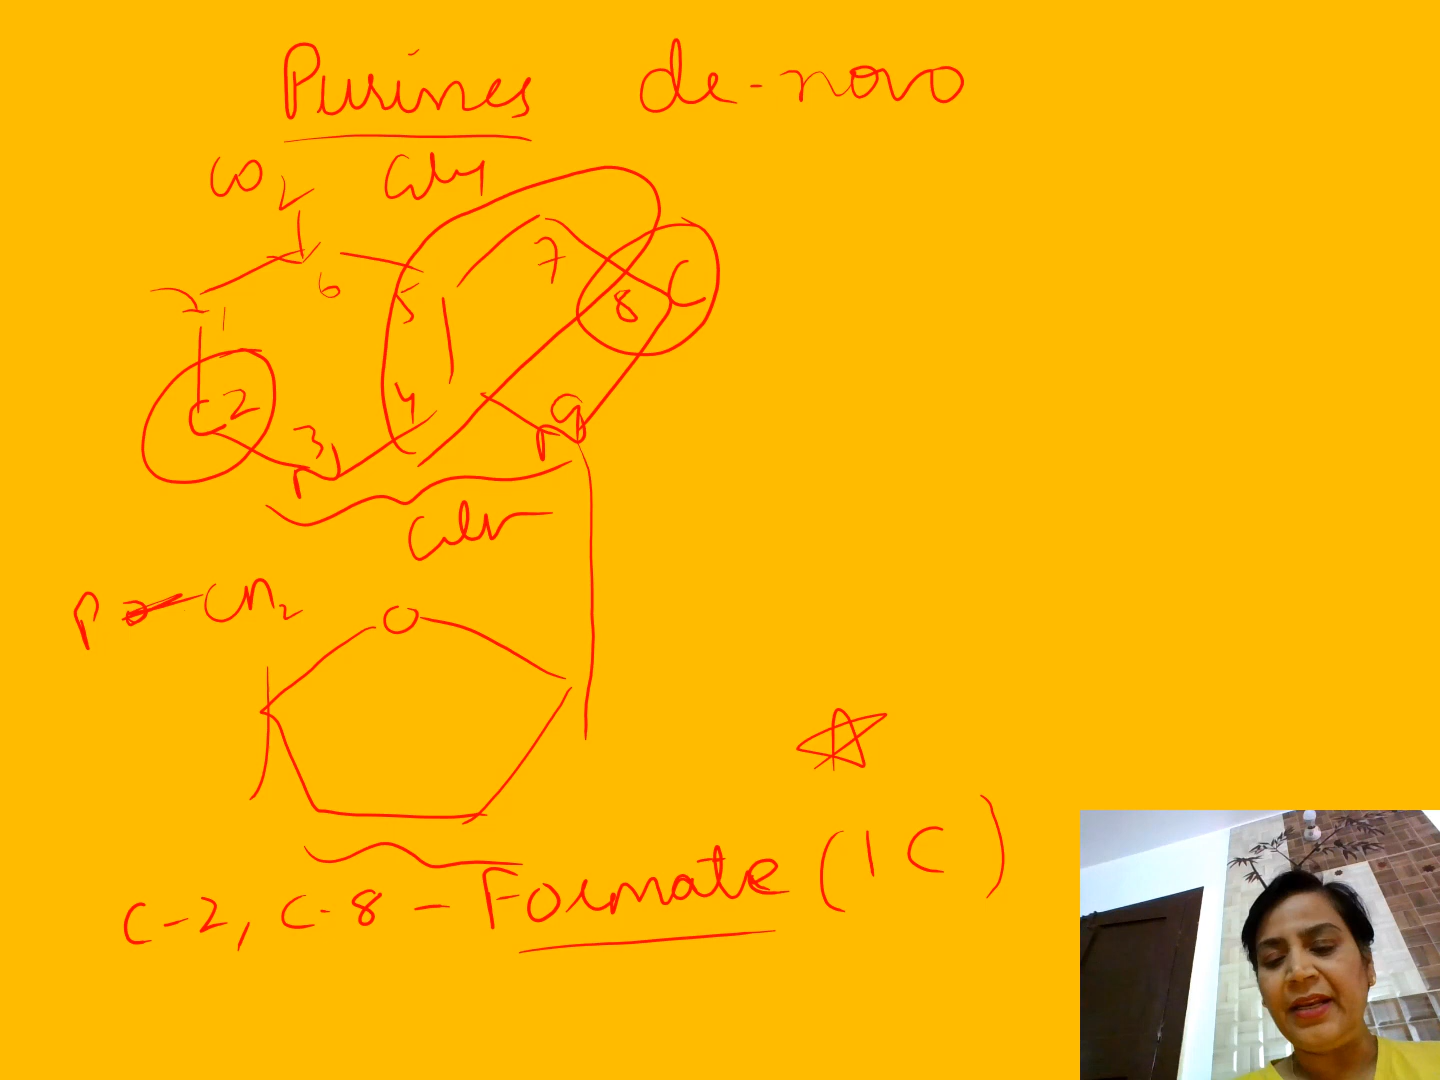 Purines de-novo
CO2 Gly
7
6
5
8 C
1
4
C 2
3
9
N
N
Gln
P CH2
O
C-2, C-8 - Formate (1C)